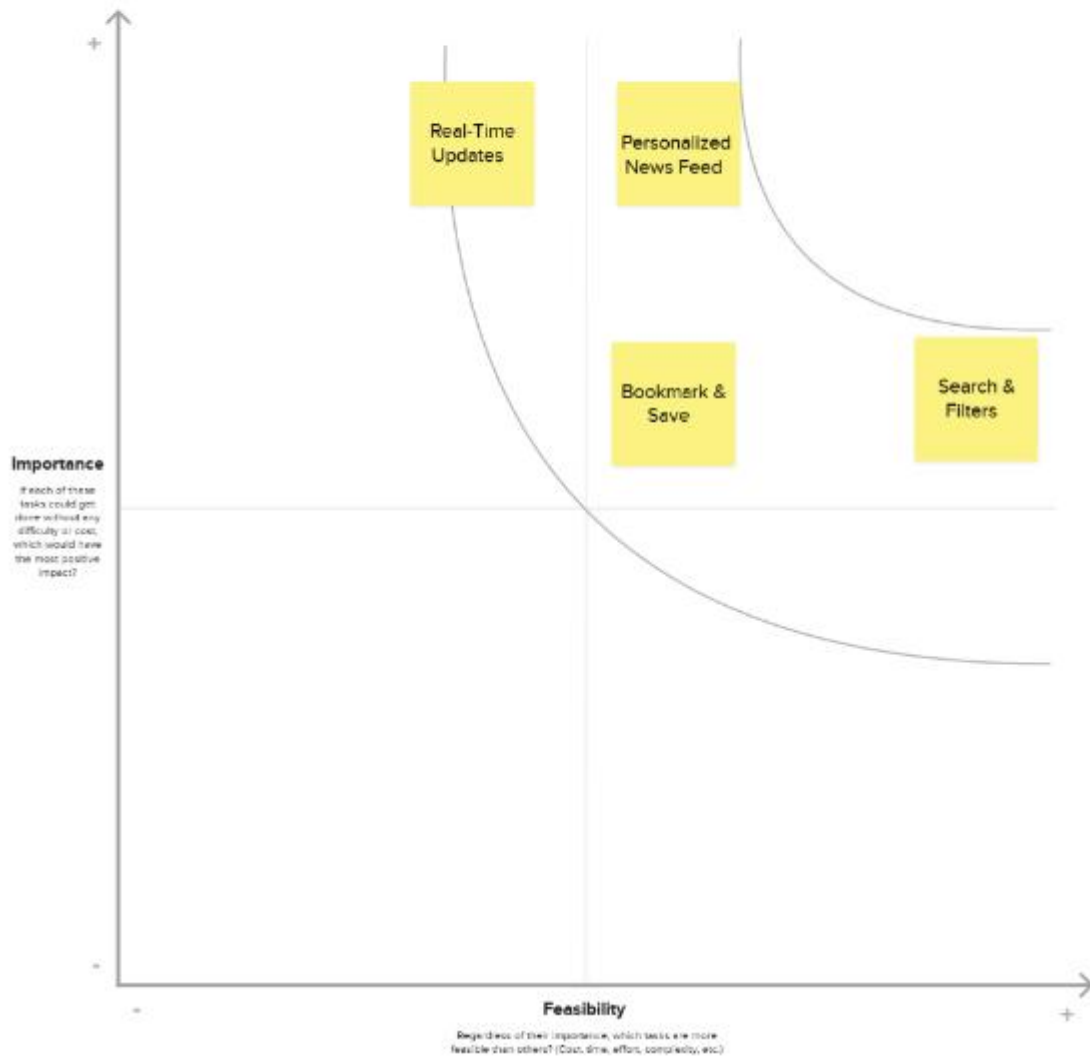 +
Real-Time
Updates
Personalized
News Feed
Bookmark &
Save
Search &
Filters
Importance
If each of these
tasks could get
done without any
difficulty or cost,
which would have
the most positive
impact?
-
-
Feasibility
+
Regardless of their importance, which tasks are more
feasible than others? (Cost, time, effort, complexity, etc.)